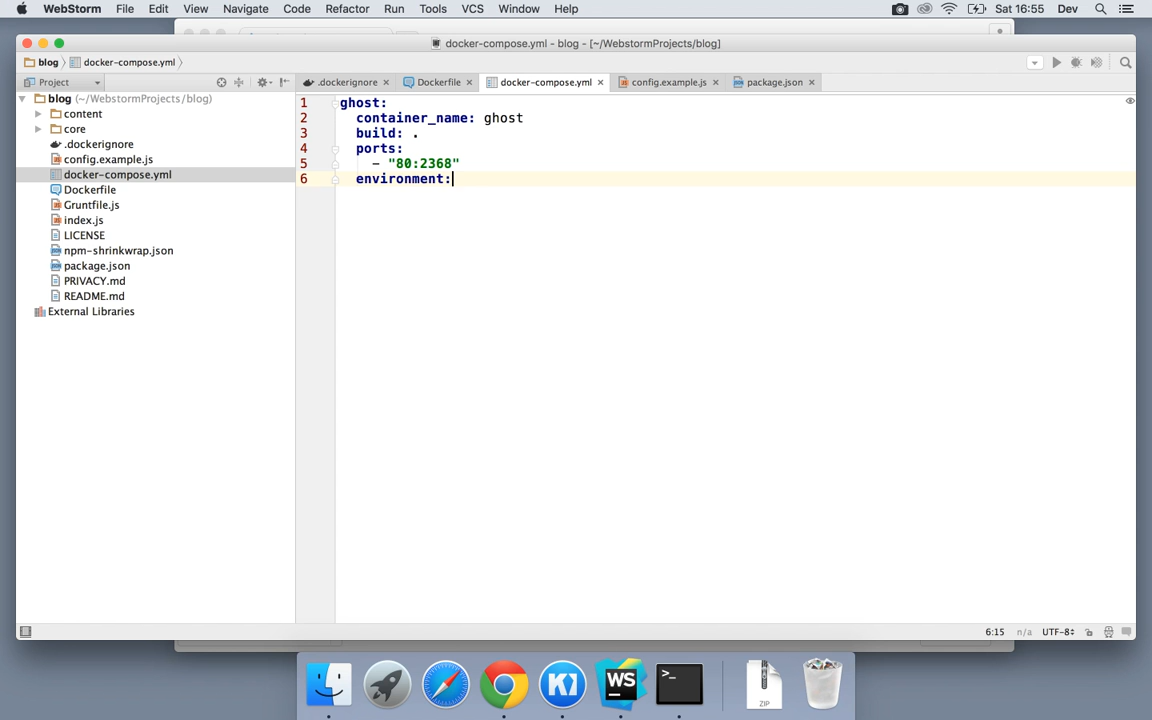 WebStorm File Edit View Navigate Code Refactor Run Tools VCS Window Help Sat 16:55 Dev
docker-compose.yml - blog - [~/WebstormProjects/blog]
blog docker-compose.yml
Project
.dockerignore Dockerfile docker-compose.yml config.example.js package.json
blog (~/WebstormProjects/blog)
content
core
.dockerignore
config.example.js
docker-compose.yml
Dockerfile
Gruntfile.js
index.js
LICENSE
npm-shrinkwrap.json
package.json
PRIVACY.md
README.md
External Libraries
1 ghost:
2 container_name: ghost
3 build: .
4 ports:
5 - "80:2368"
6 environment:
6:15 n/a UTF-8
WS
>_
ZIP